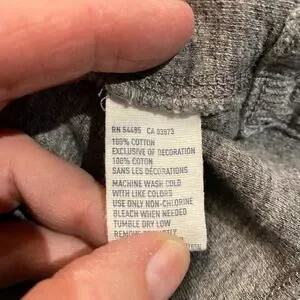 RN 54485 CA 03673
100% COTTON
EXCLUSIVE OF DECORATION
100% COTON
SANS LES DÉCORATIONS
MACHINE WASH COLD
WITH LIKE COLORS
USE ONLY NON-CHLORINE
BLEACH WHEN NEEDED
TUMBLE DRY LOW
REMOVE